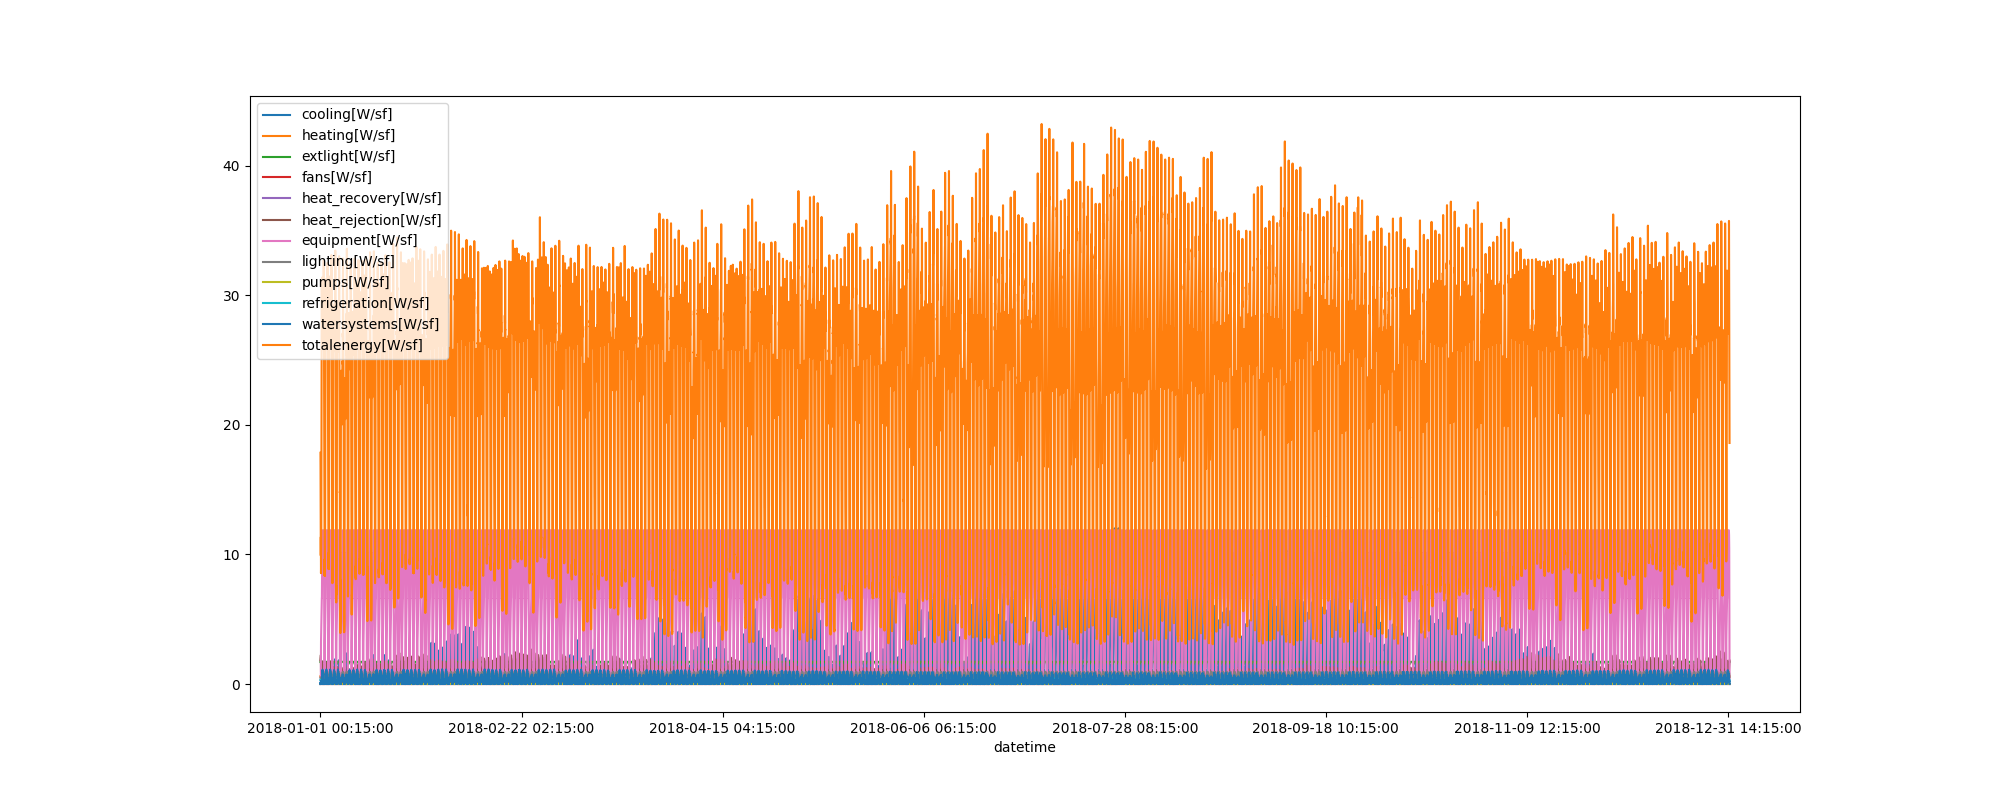 cooling[W/sf]
heating[W/sf]
extlight[W/sf]
fans[W/sf]
heat_recovery[W/sf]
heat_rejection[W/sf]
equipment[W/sf]
lighting[W/sf]
pumps[W/sf]
refrigeration[W/sf]
watersystems[W/sf]
totalenergy[W/sf]
40
30
20
10
0
2018-01-01 00:15:00 2018-02-22 02:15:00 2018-04-15 04:15:00 2018-06-06 06:15:00 2018-07-28 08:15:00 2018-09-18 10:15:00 2018-11-09 12:15:00 2018-12-31 14:15:00
datetime